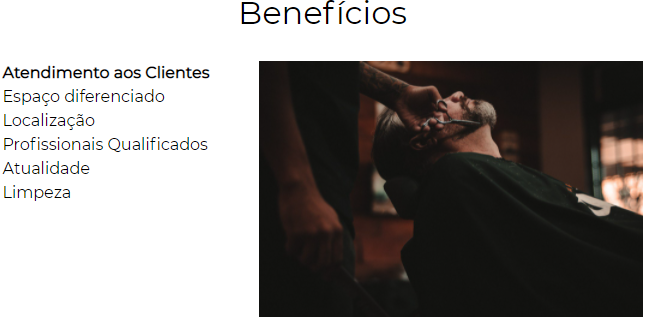 Benefícios
Atendimento aos Clientes
Espaço diferenciado
Localização
Profissionais Qualificados
Atualidade
Limpeza